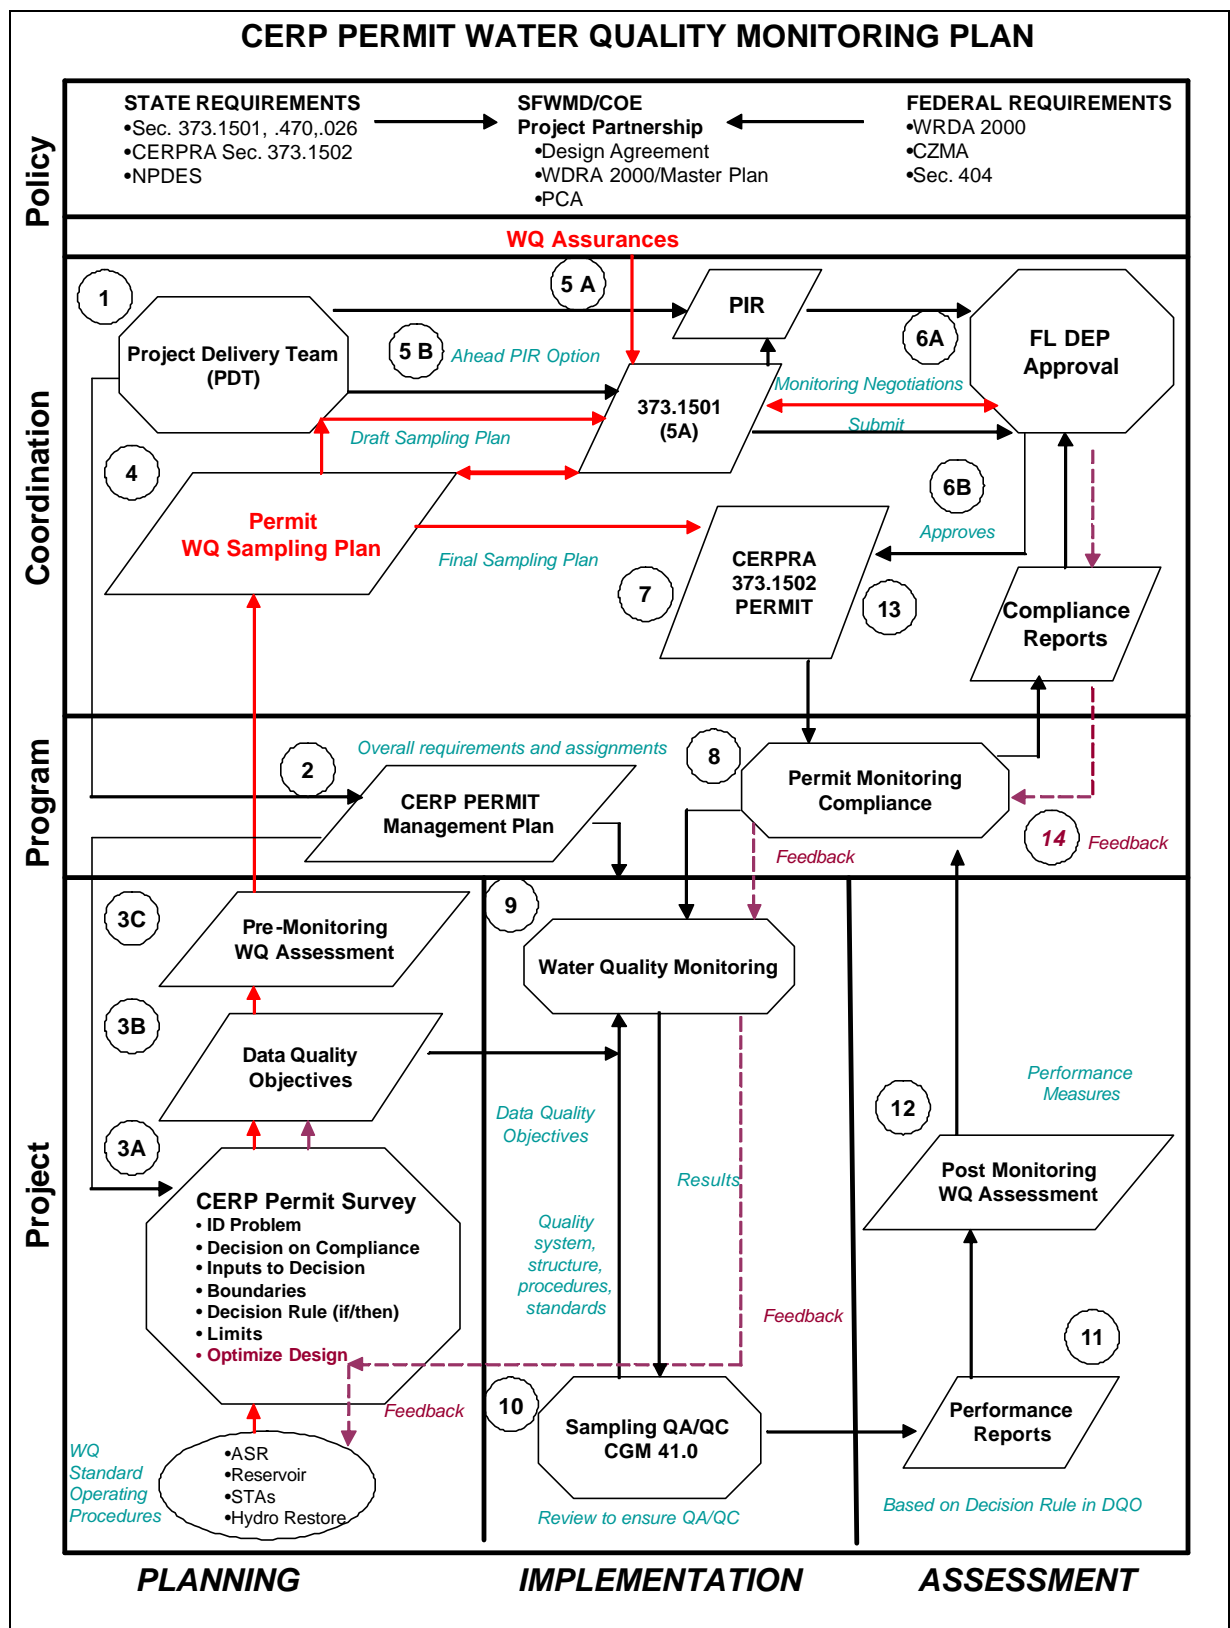 CERP PERMIT WATER QUALITY MONITORING PLAN
Policy
STATE REQUIREMENTS
•Sec. 373.1501, .470,.026
•CERPRA Sec. 373.1502
•NPDES
SFWMD/COE
Project Partnership
•Design Agreement
•WDRA 2000/Master Plan
•PCA
FEDERAL REQUIREMENTS
•WRDA 2000
•CZMA
•Sec. 404
WQ Assurances
Coordination
1
Project Delivery Team
(PDT)
5 A
5 B
Ahead PIR Option
PIR
6A
FL DEP
Approval
373.1501
(5A)
Monitoring Negotiations
Submit
Draft Sampling Plan
4
Permit
WQ Sampling Plan
Final Sampling Plan
6B
Approves
7
CERPRA
373.1502
PERMIT
13
Compliance
Reports
Program
2
Overall requirements and assignments
CERP PERMIT
Management Plan
8
Permit Monitoring
Compliance
Feedback
14
Feedback
Project
3C
Pre-Monitoring
WQ Assessment
3B
Data Quality
Objectives
3A
CERP Permit Survey
• ID Problem
• Decision on Compliance
• Inputs to Decision
• Boundaries
• Decision Rule (if/then)
• Limits
• Optimize Design
Feedback
WQ
Standard
Operating
Procedures
•ASR
•Reservoir
•STAs
•Hydro Restore
9
Water Quality Monitoring
Data Quality
Objectives
Results
Quality
system,
structure,
procedures,
standards
Feedback
10
Sampling QA/QC
CGM 41.0
Review to ensure QA/QC
Performance
Measures
12
Post Monitoring
WQ Assessment
11
Performance
Reports
Based on Decision Rule in DQO
PLANNING
IMPLEMENTATION
ASSESSMENT